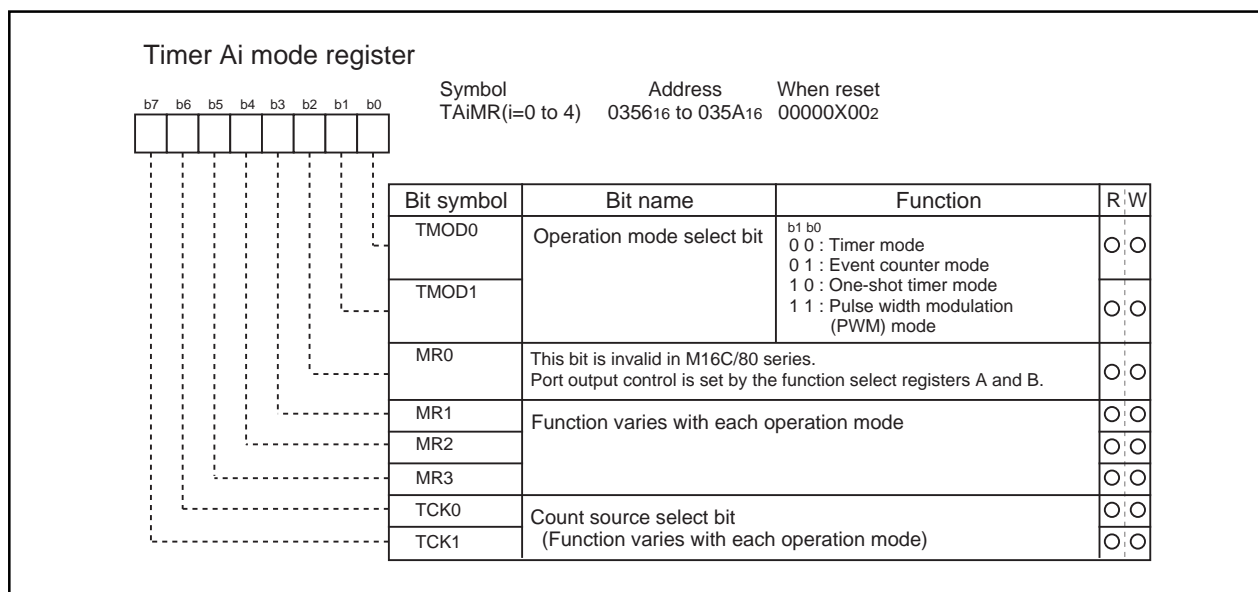 Timer Ai mode register
Symbol Address When reset
TAiMR(i=0 to 4) 035616 to 035A16 00000X002
b7 b6 b5 b4 b3 b2 b1 b0
Bit symbol Bit name Function R W
TMOD0 Operation mode select bit b1 b0
0 0 : Timer mode
0 1 : Event counter mode
TMOD1 1 0 : One-shot timer mode
1 1 : Pulse width modulation
(PWM) mode
MR0 This bit is invalid in M16C/80 series.
Port output control is set by the function select registers A and B.
MR1 Function varies with each operation mode
MR2
MR3
TCK0 Count source select bit
TCK1 (Function varies with each operation mode)